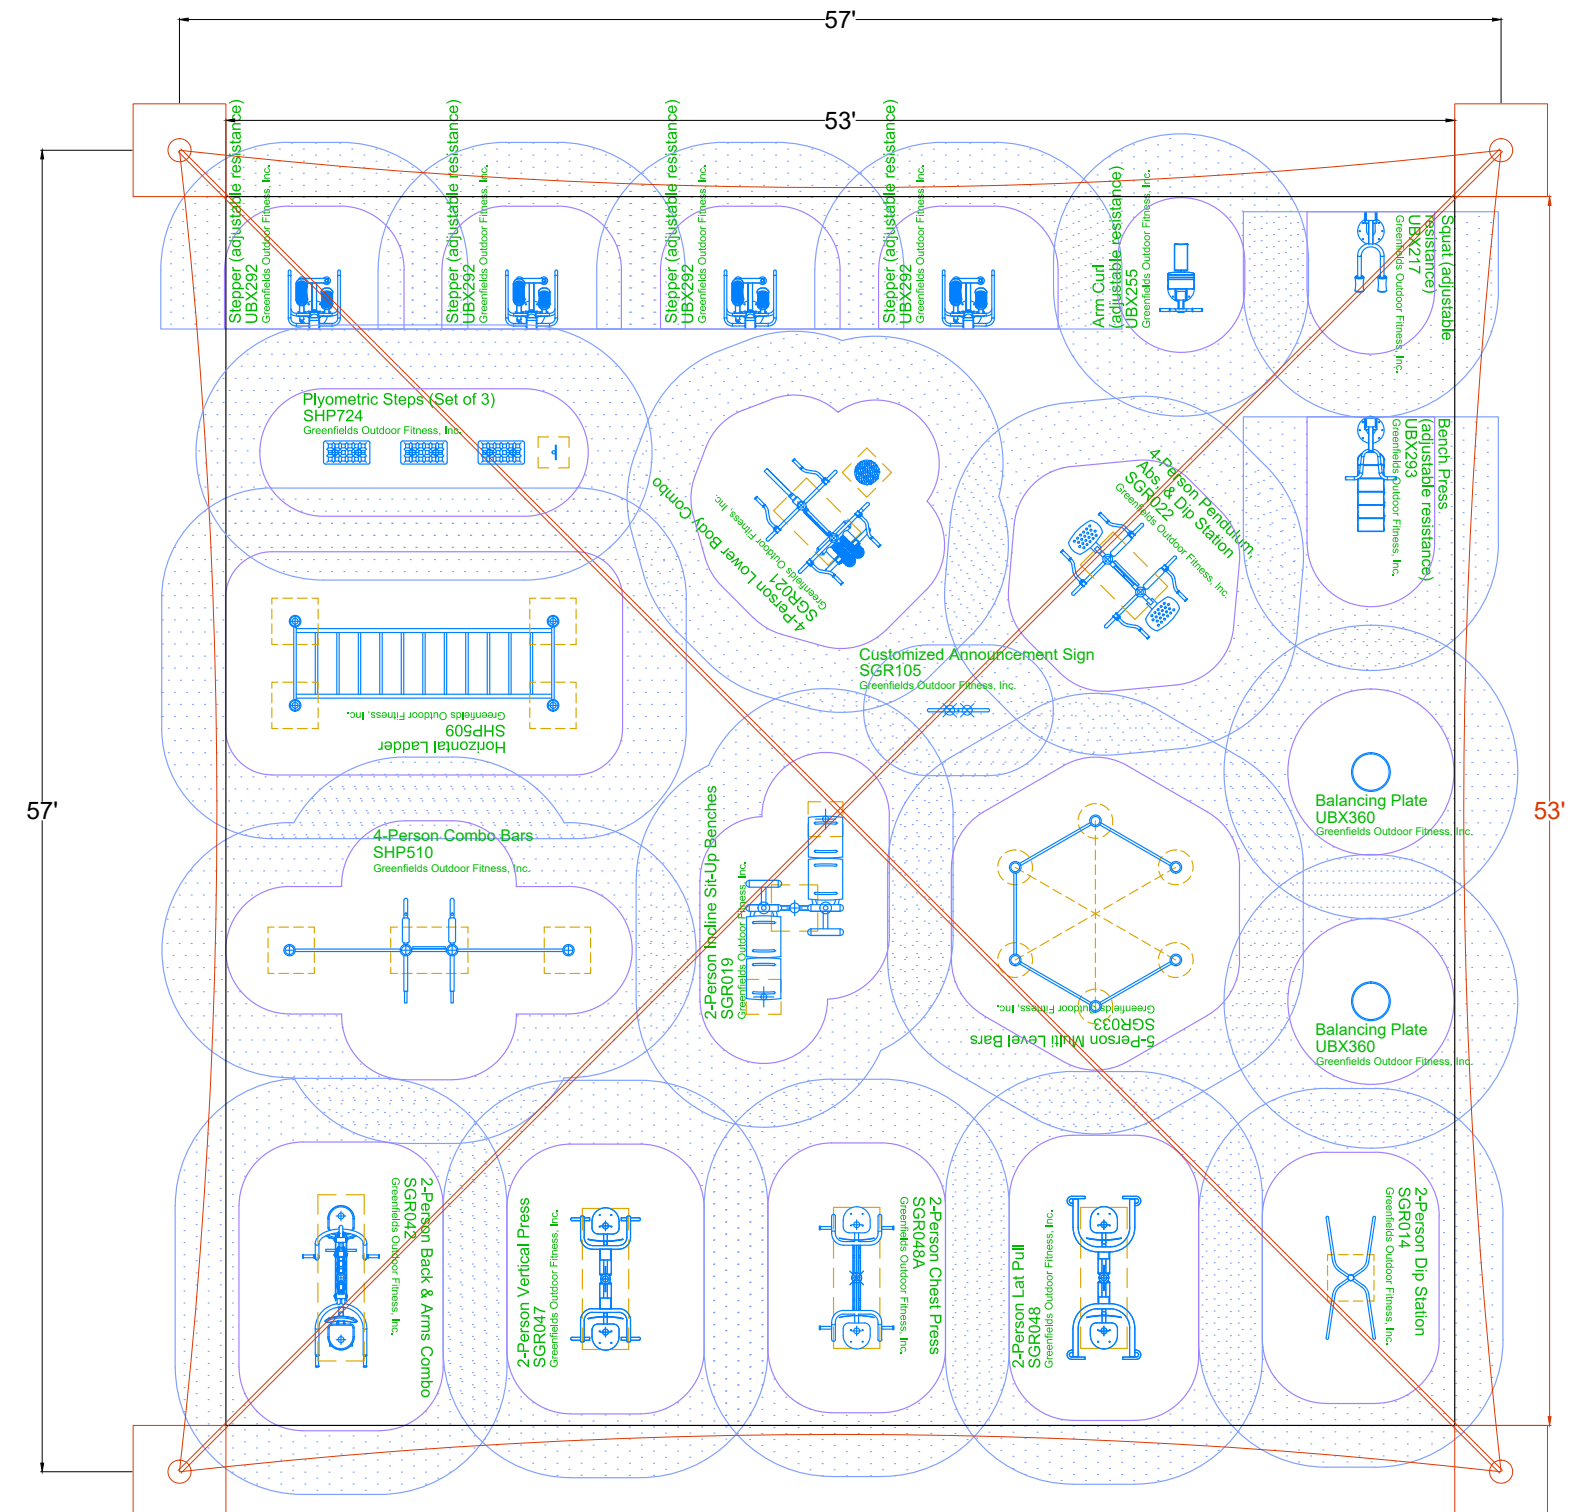 57'
53'
Stepper (adjustable resistance)
UBX292
Greenfields Outdoor Fitness, Inc.
Stepper (adjustable resistance)
UBX292
Greenfields Outdoor Fitness, Inc.
Stepper (adjustable resistance)
UBX292
Greenfields Outdoor Fitness, Inc.
Stepper (adjustable resistance)
UBX292
Greenfields Outdoor Fitness, Inc.
Arm Curl
(adjustable resistance)
UBX255
Greenfields Outdoor Fitness, Inc.
Squat (adjustable
resistance)
UBX217
Greenfields Outdoor Fitness, Inc.
Plyometric Steps (Set of 3)
SHP724
Greenfields Outdoor Fitness, Inc.
4-Person Lower Body Combo
SGR021
Greenfields Outdoor Fitness, Inc.
4-Person Pendulum,
Abs, & Dip Station
SGR022
Greenfields Outdoor Fitness, Inc.
Bench Press
(adjustable resistance)
UBX293
Greenfields Outdoor Fitness, Inc.
Horizontal Ladder
SHP509
Greenfields Outdoor Fitness, Inc.
Customized Announcement Sign
SGR105
Greenfields Outdoor Fitness, Inc.
57'
53'
Balancing Plate
UBX360
Greenfields Outdoor Fitness, Inc.
4-Person Combo Bars
SHP510
Greenfields Outdoor Fitness, Inc.
2-Person Incline Sit-Up Benches
SGR019
Greenfields Outdoor Fitness, Inc.
5-Person Multi Level Bars
SGR033
Greenfields Outdoor Fitness, Inc.
Balancing Plate
UBX360
Greenfields Outdoor Fitness, Inc.
2-Person Back & Arms Combo
SGR042
Greenfields Outdoor Fitness, Inc.
2-Person Vertical Press
SGR047
Greenfields Outdoor Fitness, Inc.
2-Person Chest Press
SGR048A
Greenfields Outdoor Fitness, Inc.
2-Person Lat Pull
SGR048
Greenfields Outdoor Fitness, Inc.
2-Person Dip Station
SGR014
Greenfields Outdoor Fitness, Inc.